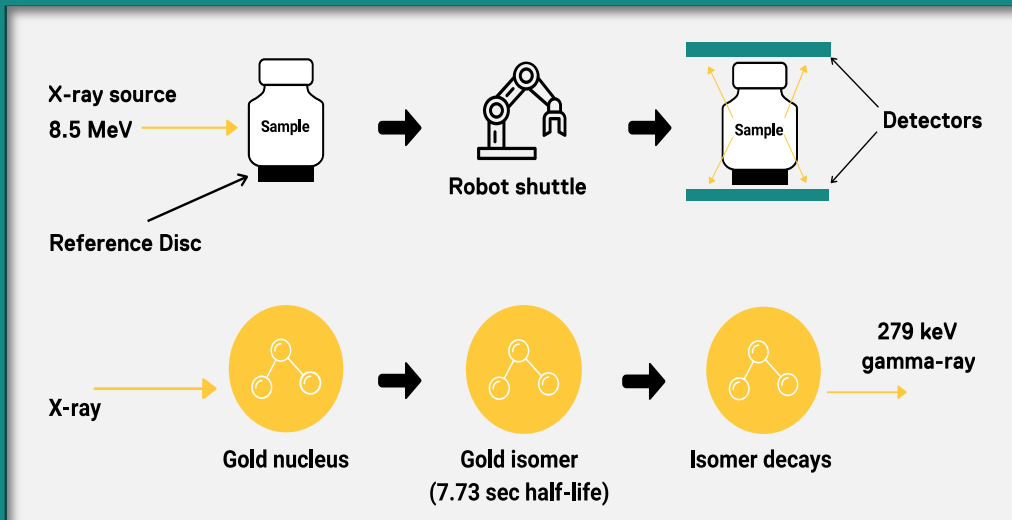 X-ray source
8.5 MeV
Sample
Reference Disc
Robot shuttle
Sample
Detectors
X-ray
Gold nucleus
Gold isomer
(7.73 sec half-life)
Isomer decays
279 keV
gamma-ray